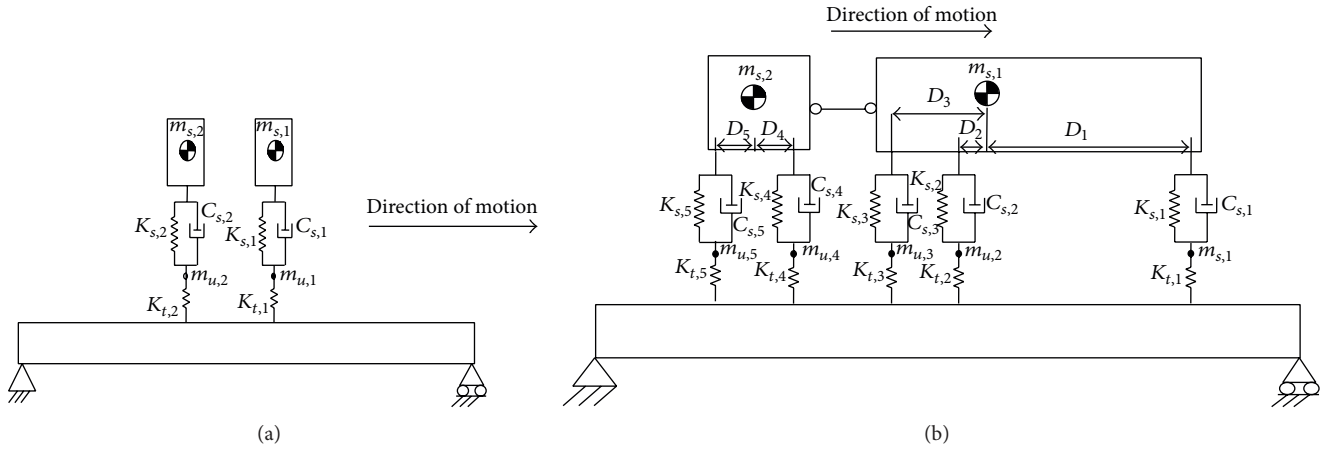 Direction of motion
m_{s,2}
m_{s,1}
K_{s,2}
C_{s,2}
K_{s,1}
C_{s,1}
m_{u,2}
m_{u,1}
K_{t,2}
K_{t,1}
(a)
Direction of motion
m_{s,2}
m_{s,1}
D_5
D_4
D_3
D_2
D_1
K_{s,5}
C_{s,5}
K_{s,4}
C_{s,4}
K_{s,3}
C_{s,3}
K_{s,2}
C_{s,2}
K_{s,1}
C_{s,1}
m_{u,5}
m_{u,4}
m_{u,3}
m_{u,2}
m_{s,1}
K_{t,5}
K_{t,4}
K_{t,3}
K_{t,2}
K_{t,1}
(b)